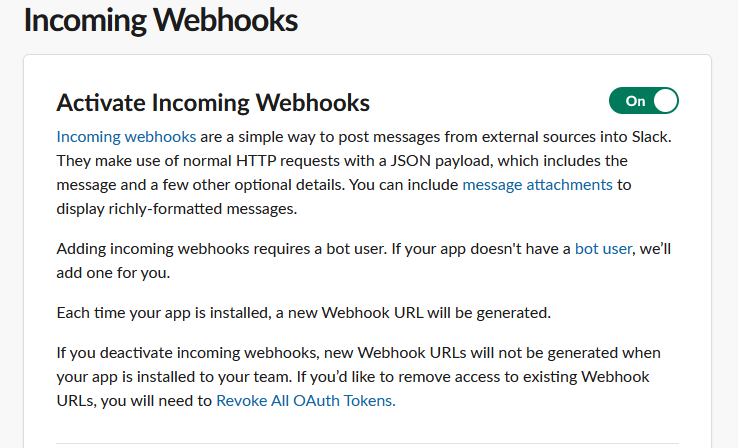 Incoming Webhooks
Activate Incoming Webhooks
On
Incoming webhooks are a simple way to post messages from external sources into Slack.
They make use of normal HTTP requests with a JSON payload, which includes the
message and a few other optional details. You can include message attachments to
display richly-formatted messages.
Adding incoming webhooks requires a bot user. If your app doesn't have a bot user, we’ll
add one for you.
Each time your app is installed, a new Webhook URL will be generated.
If you deactivate incoming webhooks, new Webhook URLs will not be generated when
your app is installed to your team. If you’d like to remove access to existing Webhook
URLs, you will need to Revoke All OAuth Tokens.